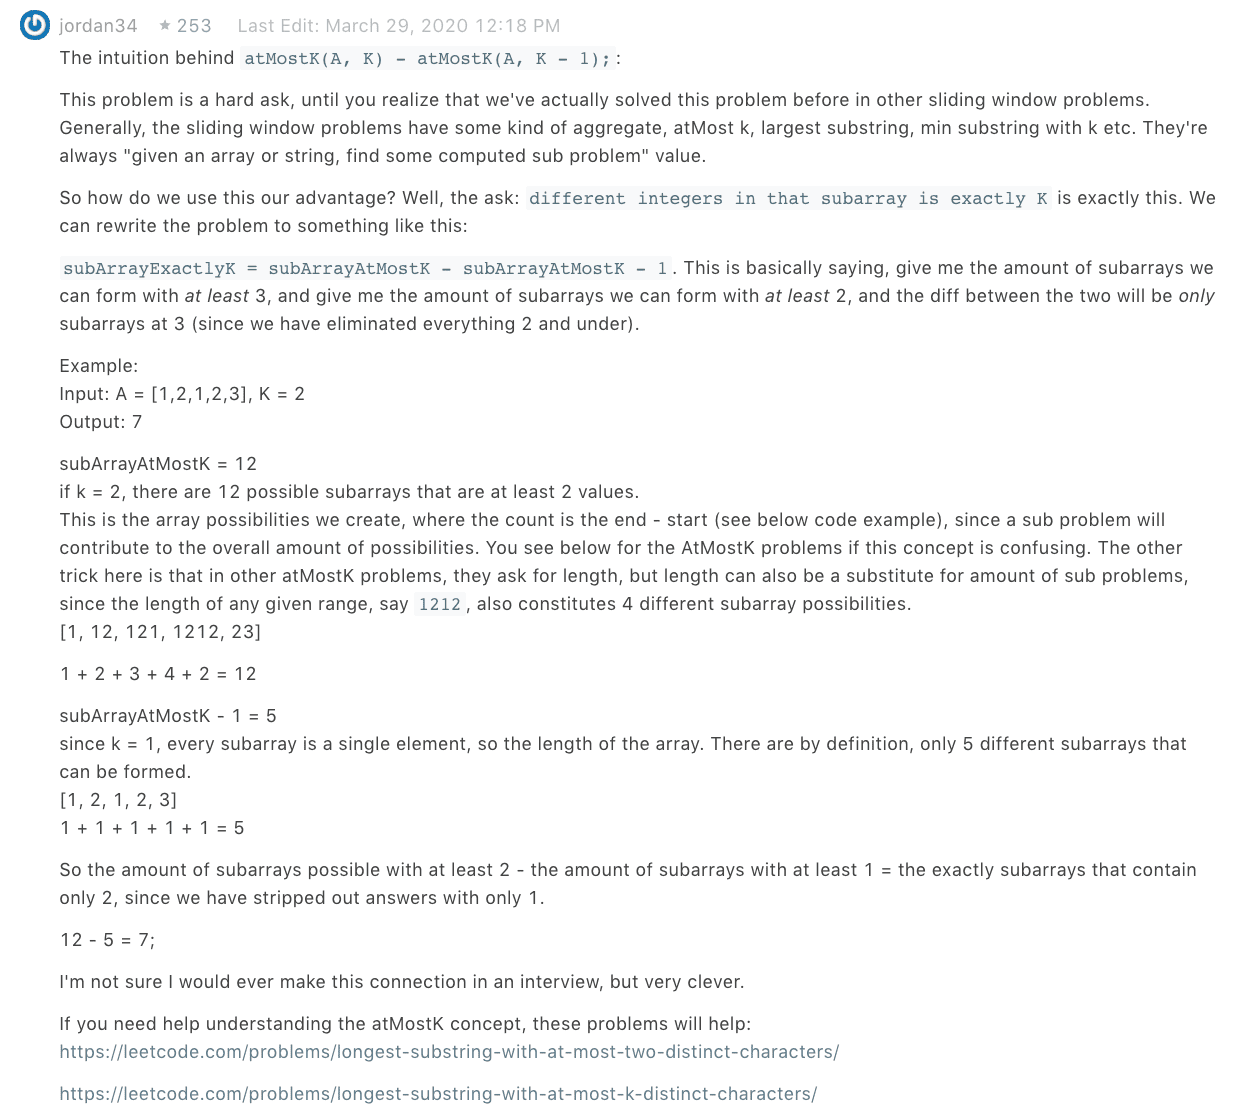 jordan34 ★ 253 Last Edit: March 29, 2020 12:18 PM
The intuition behind atMostK(A, K) - atMostK(A, K - 1); :
This problem is a hard ask, until you realize that we've actually solved this problem before in other sliding window problems.
Generally, the sliding window problems have some kind of aggregate, atMost k, largest substring, min substring with k etc. They're
always "given an array or string, find some computed sub problem" value.
So how do we use this our advantage? Well, the ask: different integers in that subarray is exactly K is exactly this. We
can rewrite the problem to something like this:
subArrayExactlyK = subArrayAtMostK - subArrayAtMostK - 1 . This is basically saying, give me the amount of subarrays we
can form with at least 3, and give me the amount of subarrays we can form with at least 2, and the diff between the two will be only
subarrays at 3 (since we have eliminated everything 2 and under).
Example:
Input: A = [1,2,1,2,3], K = 2
Output: 7
subArrayAtMostK = 12
if k = 2, there are 12 possible subarrays that are at least 2 values.
This is the array possibilities we create, where the count is the end - start (see below code example), since a sub problem will
contribute to the overall amount of possibilities. You see below for the AtMostK problems if this concept is confusing. The other
trick here is that in other atMostK problems, they ask for length, but length can also be a substitute for amount of sub problems,
since the length of any given range, say 1212 , also constitutes 4 different subarray possibilities.
[1, 12, 121, 1212, 23]
1 + 2 + 3 + 4 + 2 = 12
subArrayAtMostK - 1 = 5
since k = 1, every subarray is a single element, so the length of the array. There are by definition, only 5 different subarrays that
can be formed.
[1, 2, 1, 2, 3]
1 + 1 + 1 + 1 + 1 = 5
So the amount of subarrays possible with at least 2 - the amount of subarrays with at least 1 = the exactly subarrays that contain
only 2, since we have stripped out answers with only 1.
12 - 5 = 7;
I'm not sure I would ever make this connection in an interview, but very clever.
If you need help understanding the atMostK concept, these problems will help:
https://leetcode.com/problems/longest-substring-with-at-most-two-distinct-characters/
https://leetcode.com/problems/longest-substring-with-at-most-k-distinct-characters/